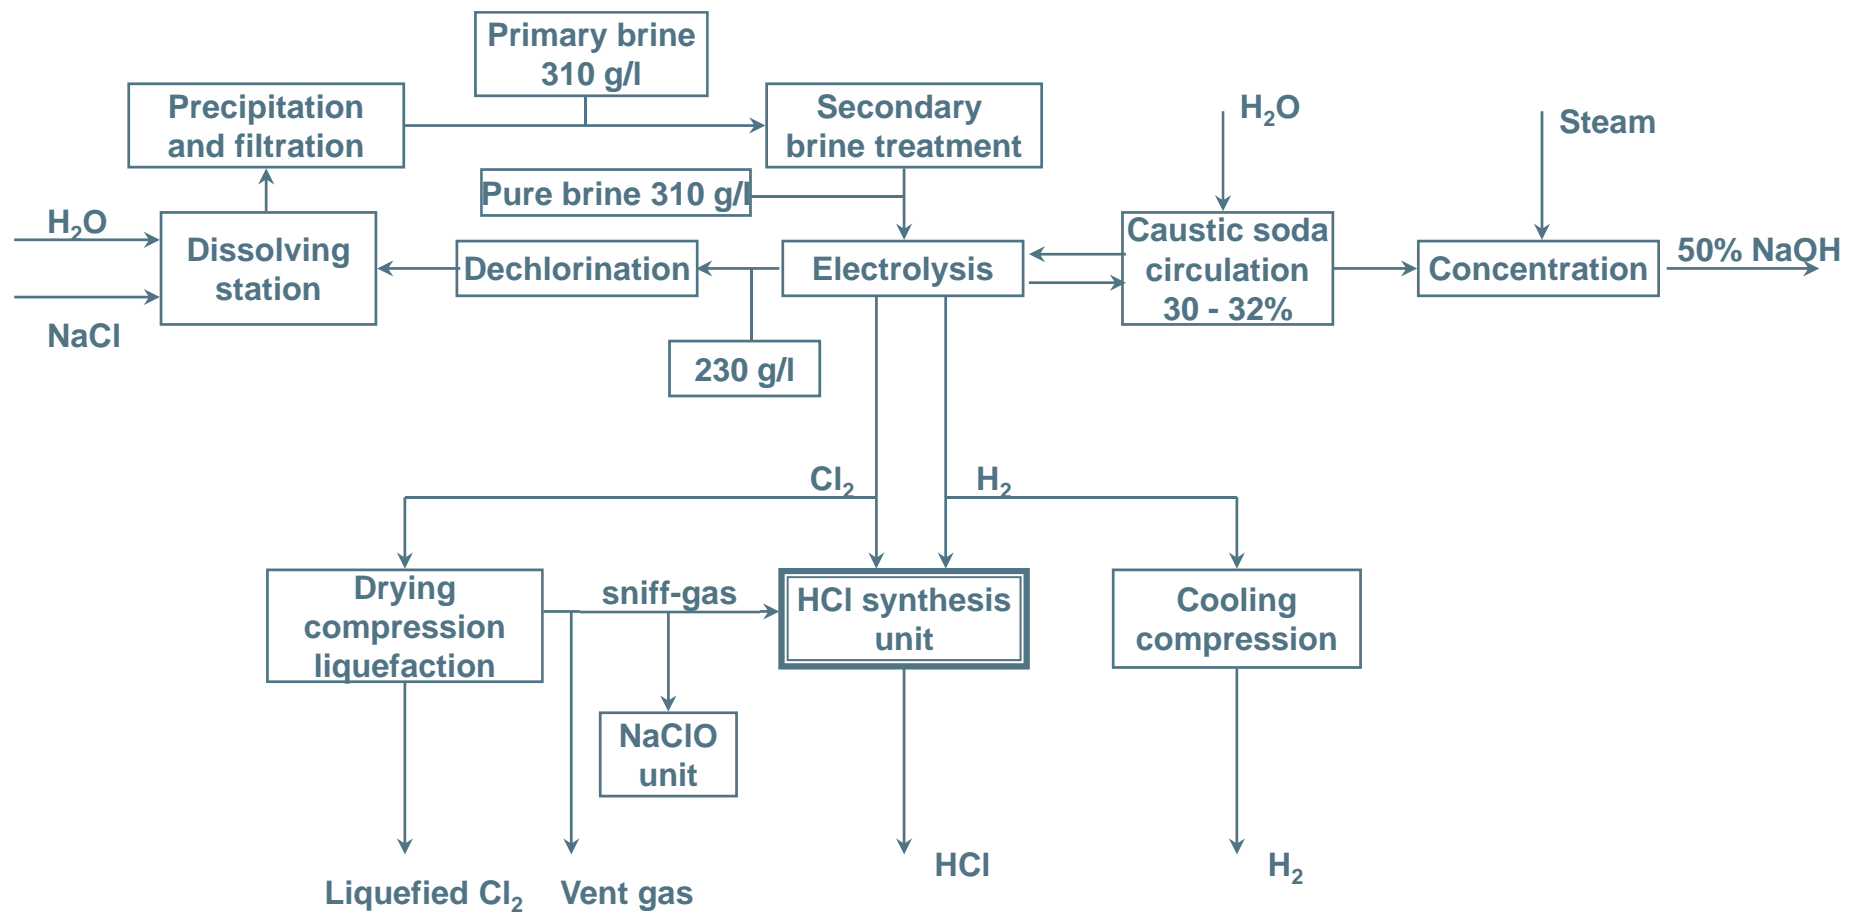 Primary brine
310 g/l
Precipitation
and filtration
Secondary
brine treatment
H₂O
Steam
Pure brine 310 g/l
H₂O
Dissolving
station
NaCl
Dechlorination
Electrolysis
Caustic soda
circulation
30 - 32%
Concentration
50% NaOH
230 g/l
Cl₂
H₂
Drying
compression
liquefaction
sniff-gas
HCl synthesis
unit
Cooling
compression
NaClO
unit
Liquefied Cl₂
Vent gas
HCl
H₂